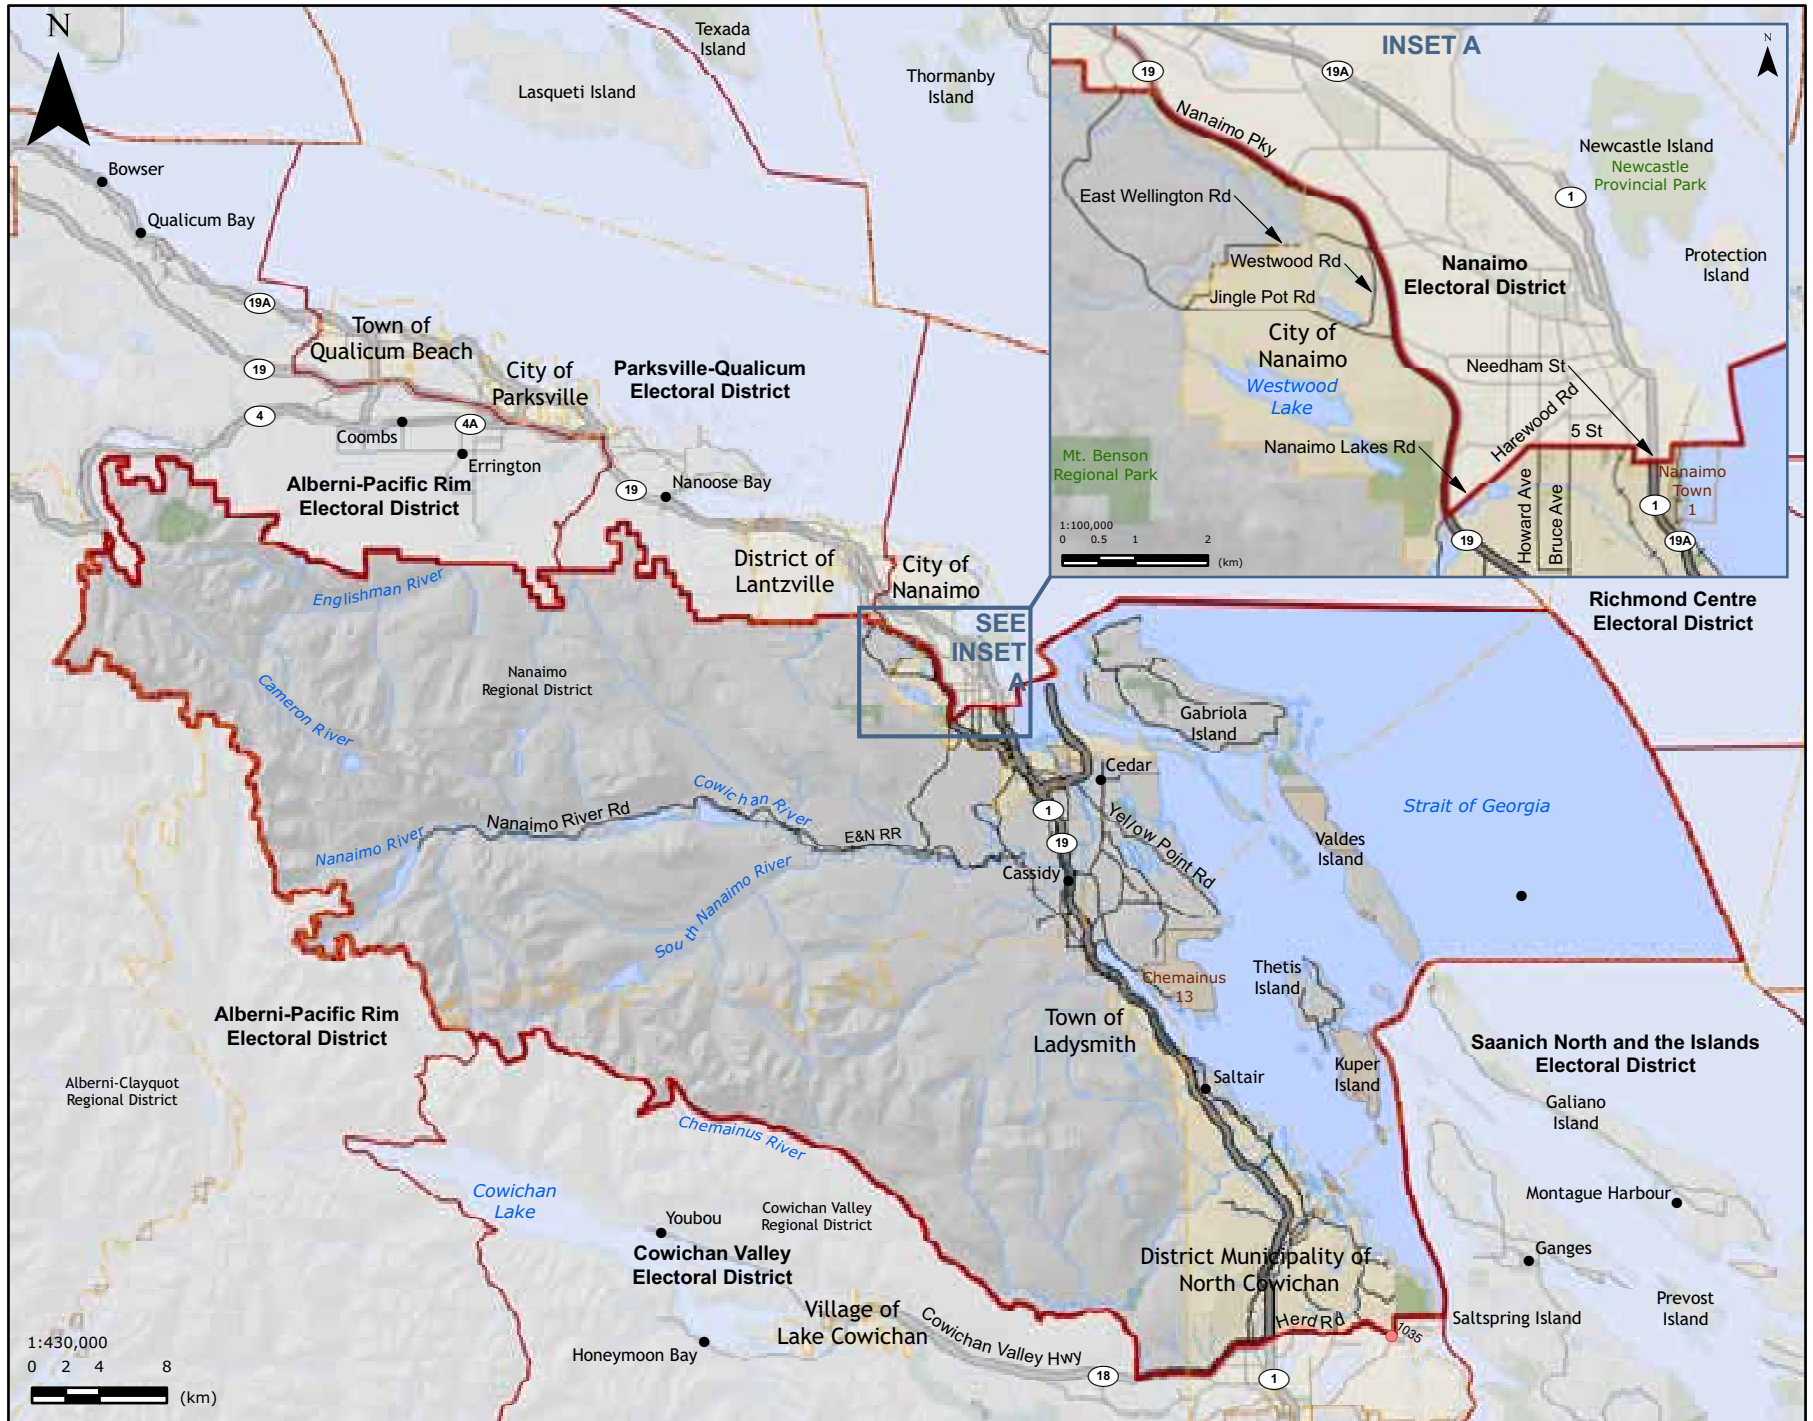 N
Texada
Island
Lasqueti Island
Thormanby
Island
Bowser
Qualicum Bay
19A
Town of
Qualicum Beach
19
City of
Parksville
Parksville-Qualicum
Electoral District
4
4A
Coombs
Errington
Alberni-Pacific Rim
Electoral District
19
Nanoose Bay
District of
Lantzville
City of
Nanaimo
Englishman River
SEE
INSET
A
Nanaimo
Regional District
Cameron River
Gabriola
Island
Cedar
Cowichan River
Nanaimo River Rd
Nanaimo River
E&N RR
1
19
Yellow Point Rd
Strait of Georgia
Valdes
Island
Cassidy
South Nanaimo River
Chemainus
13
Thetis
Island
Town of
Ladysmith
Alberni-Pacific Rim
Electoral District
Saanich North and the Islands
Electoral District
Alberni-Clayquot
Regional District
Saltair
Kuper
Island
Galiano
Island
Chemainus River
Cowichan
Lake
Cowichan Valley
Regional District
Youbou
Montague Harbour
Cowichan Valley
Electoral District
District Municipality of
North Cowichan
Ganges
Village of
Lake Cowichan
Herd Rd
1035
Saltspring Island
Prevost
Island
Cowichan Valley Hwy
18
1
Honeymoon Bay
1:430,000
0 2 4 8
(km)
INSET A
N
19
19A
Nanaimo Pky
Newcastle Island
Newcastle
Provincial Park
1
East Wellington Rd
Westwood Rd
Jingle Pot Rd
Nanaimo
Electoral District
Protection
Island
City of
Nanaimo
Westwood
Lake
Needham St
Harewood Rd
5 St
Nanaimo Lakes Rd
Mt. Benson
Regional Park
Nanaimo
Town
1
Howard Ave
Bruce Ave
1
19
19A
1:100,000
0 0.5 1 2
(km)
Richmond Centre
Electoral District